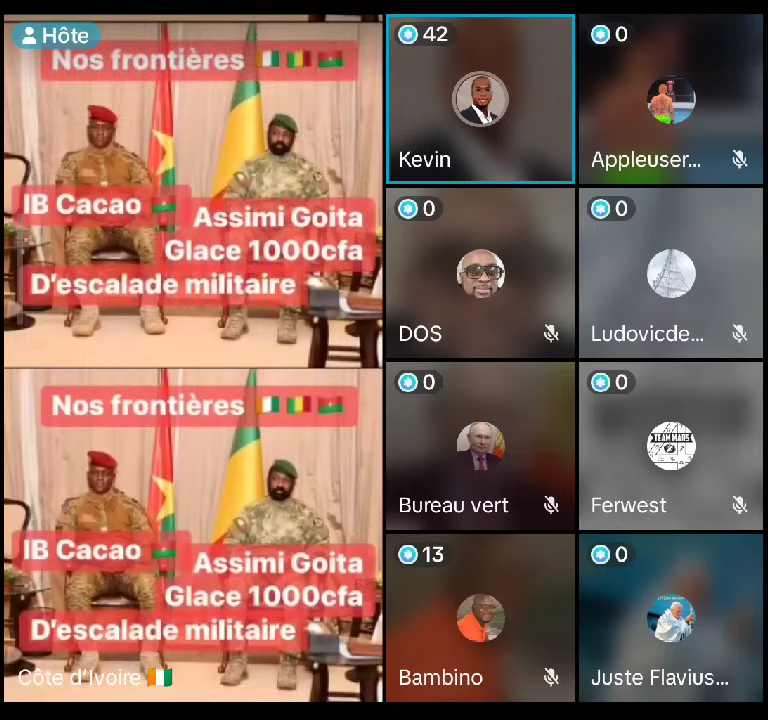 Hôte
Nos frontières
IB Cacao
Assimi Goita
Glace 1000cfa
D'escalade militaire
Nos frontières
IB Cacao
Assimi Goita
Glace 1000cfa
D'escalade militaire
Côte d'Ivoire
42
Kevin
0
Appleuser...
0
DOS
0
Ludovicde...
0
Bureau vert
0
TEAM MARS
Ferwest
13
Bambino
0
Juste Flavius...